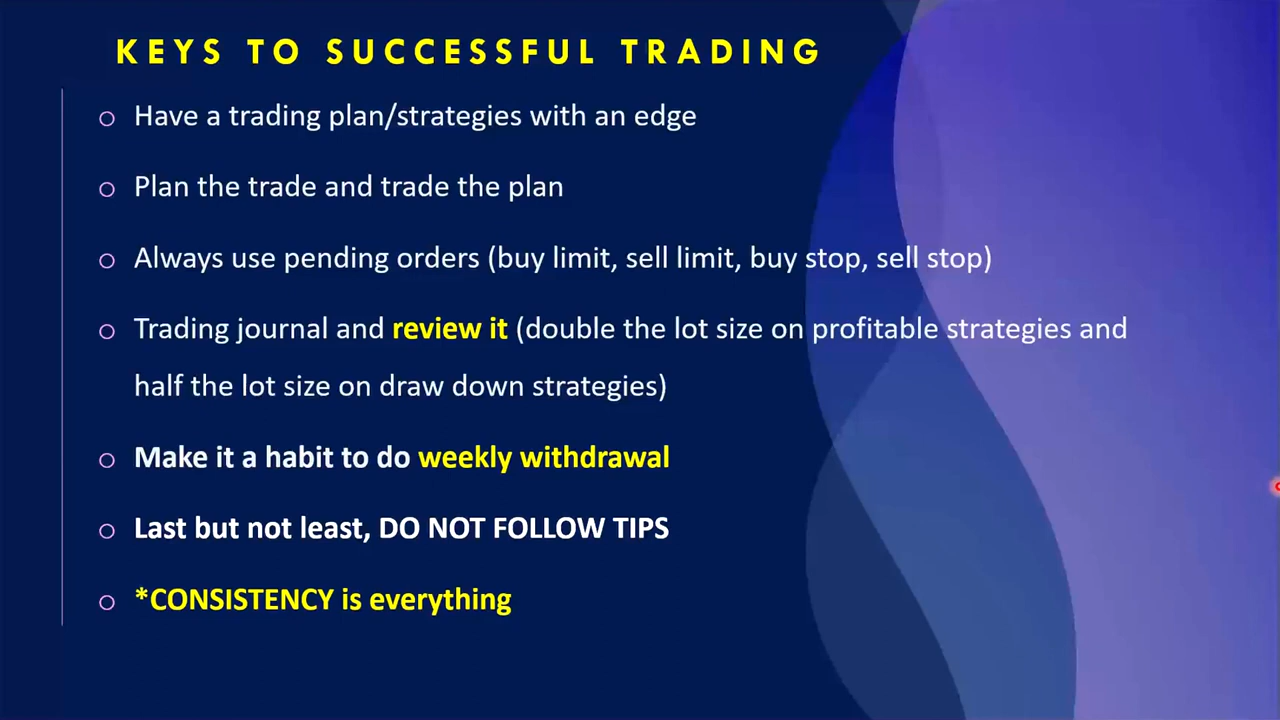 KEYS TO SUCCESSFUL TRADING
Have a trading plan/strategies with an edge
Plan the trade and trade the plan
Always use pending orders (buy limit, sell limit, buy stop, sell stop)
Trading journal and review it (double the lot size on profitable strategies and
half the lot size on draw down strategies)
Make it a habit to do weekly withdrawal
Last but not least, DO NOT FOLLOW TIPS
*CONSISTENCY is everything